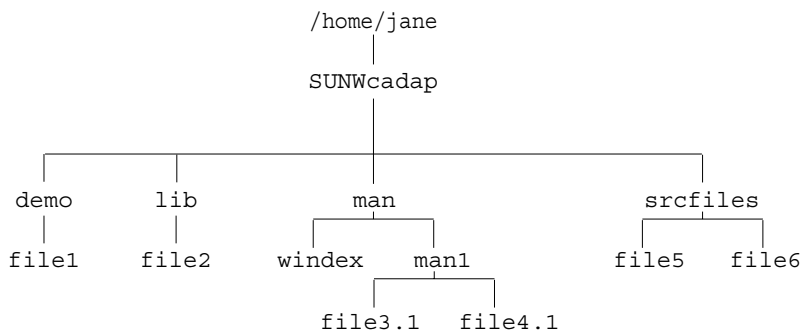 /home/jane
SUNWcadap
demo lib man srcfiles
file1 file2 windex man1 file5 file6
file3.1 file4.1